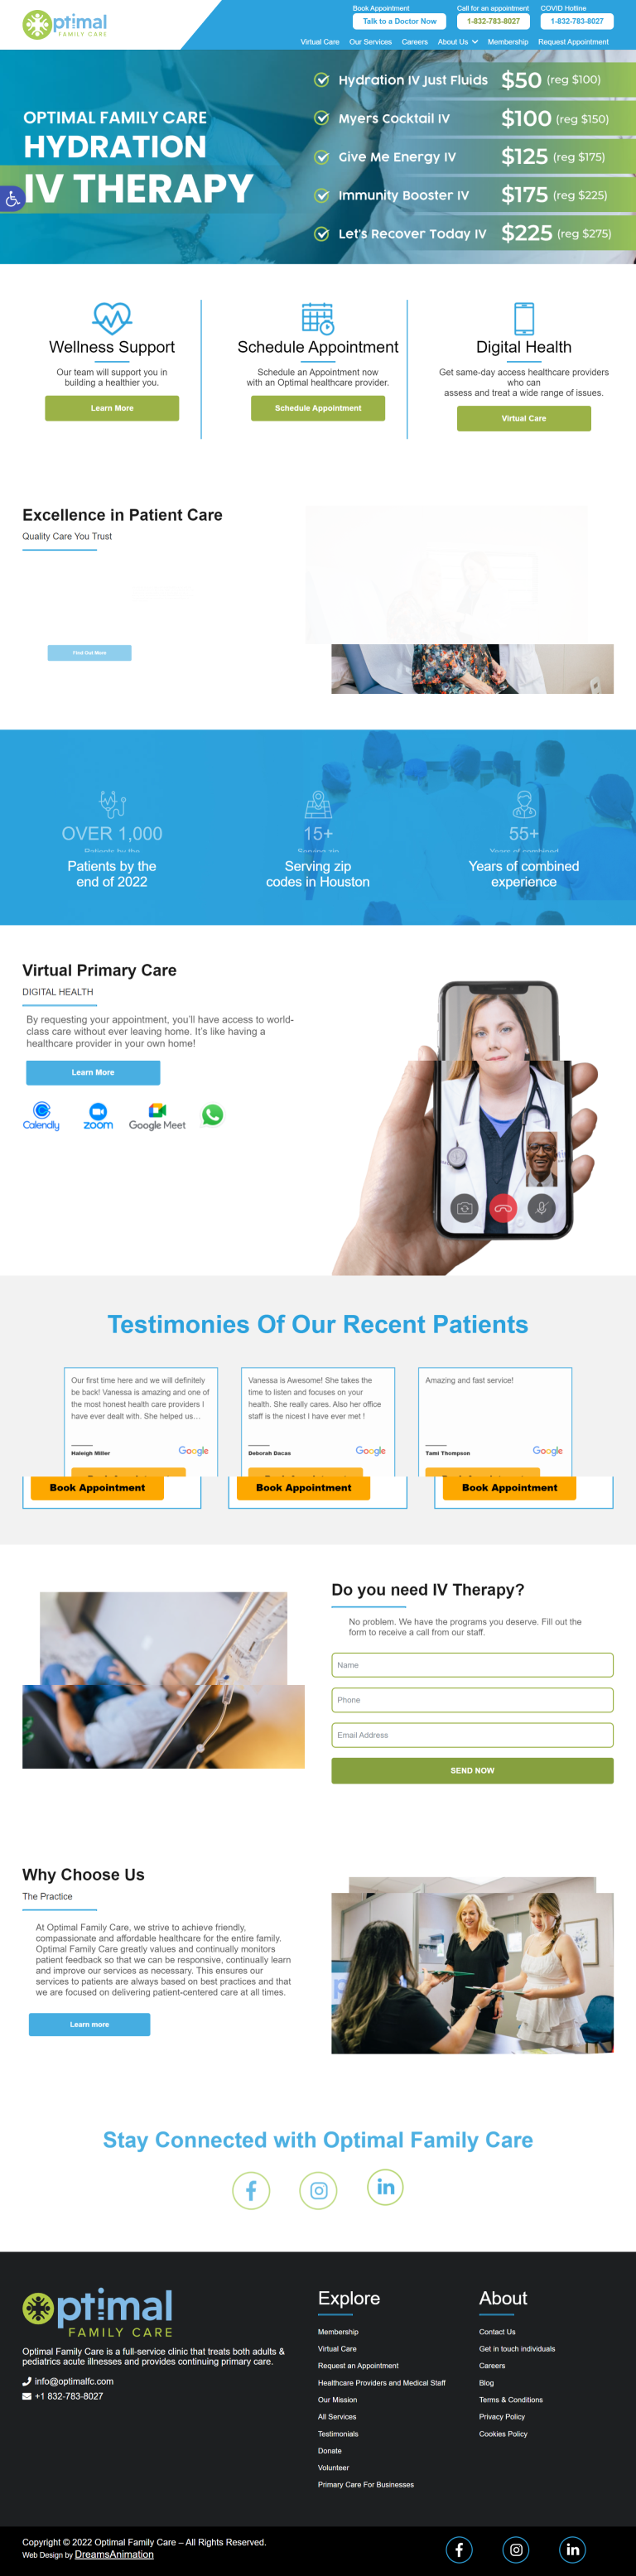 Optimal
FAMILY CARE
Book Appointment
Talk to a Doctor Now
Call for an appointment
1-832-783-8027
COVID Hotline
1-832-783-8027
Virtual Care Our Services Careers About Us Membership Request Appointment
OPTIMAL FAMILY CARE
HYDRATION
IV THERAPY
Hydration IV Just Fluids $50 (reg $100)
Myers Cocktail IV $100 (reg $150)
Give Me Energy IV $125 (reg $175)
Immunity Booster IV $175 (reg $225)
Let's Recover Today IV $225 (reg $275)
Wellness Support
Our team will support you in
building a healthier you.
Learn More
Schedule Appointment
Schedule an Appointment now
with an Optimal healthcare provider.
Schedule Appointment
Digital Health
Get same-day access healthcare providers
who can
assess and treat a wide range of issues.
Virtual Care
Excellence in Patient Care
Quality Care You Trust
Find Out More
OVER 1,000
Patients by the
end of 2022
15+
Serving zip
codes in Houston
55+
Years of combined
experience
Virtual Primary Care
DIGITAL HEALTH
By requesting your appointment, you'll have access to world-
class care without ever leaving home. It's like having a
healthcare provider in your own home!
Learn More
Calendly zoom Google Meet
Testimonies Of Our Recent Patients
Our first time here and we will definitely
be back! Vanessa is amazing and one of
the most honest health care providers I
have ever dealt with. She helped us...
Haleigh Miller
Google
Book Appointment
Vanessa is Awesome! She takes the
time to listen and focuses on your
health. She really cares. Also her office
staff is the nicest I have ever met !
Deborah Dacas
Google
Book Appointment
Amazing and fast service!
Tami Thompson
Google
Book Appointment
Do you need IV Therapy?
No problem. We have the programs you deserve. Fill out the
form to receive a call from our staff.
Name
Phone
Email Address
SEND NOW
Why Choose Us
The Practice
At Optimal Family Care, we strive to achieve friendly,
compassionate and affordable healthcare for the entire family.
Optimal Family Care greatly values and continually monitors
patient feedback so that we can be responsive, continually learn
and improve our services as necessary. This ensures our
services to patients are always based on best practices and that
we are focused on delivering patient-centered care at all times.
Learn more
Stay Connected with Optimal Family Care
Optimal
FAMILY CARE
Optimal Family Care is a full-service clinic that treats both adults &
pediatrics acute illnesses and provides continuing primary care.
info@optimalfc.com
+1 832-783-8027
Explore
Membership
Virtual Care
Request an Appointment
Healthcare Providers and Medical Staff
Our Mission
All Services
Testimonials
Donate
Volunteer
Primary Care For Businesses
About
Contact Us
Get in touch individuals
Careers
Blog
Terms & Conditions
Privacy Policy
Cookies Policy
Copyright © 2022 Optimal Family Care – All Rights Reserved.
Web Design by DreamsAnimation